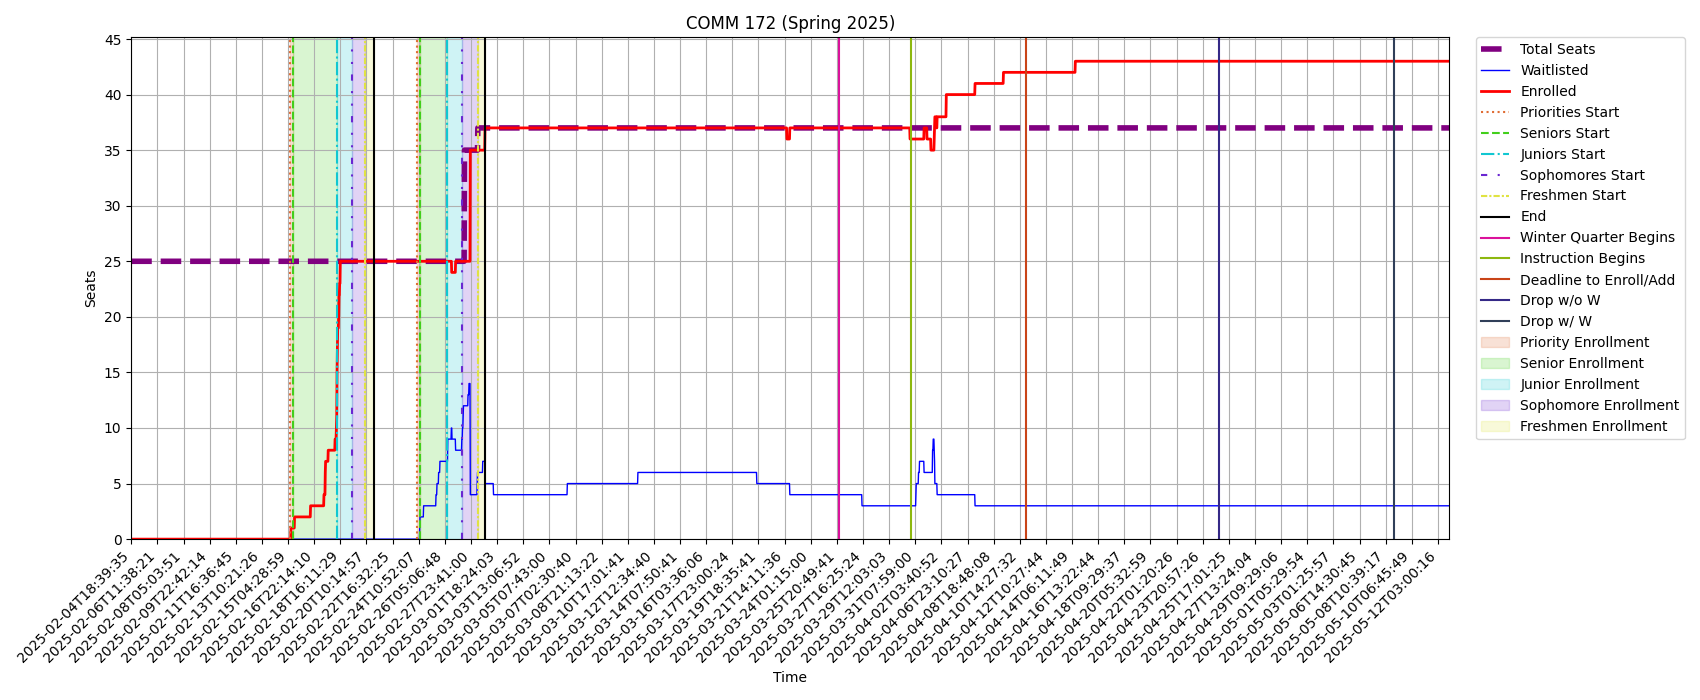 COMM 172 (Spring 2025)
45
40
35
30
25
20
15
10
5
0
Seats
2025-02-04T18:39:35
2025-02-06T11:38:21
2025-02-08T05:03:51
2025-02-09T22:42:14
2025-02-11T16:36:45
2025-02-13T10:21:26
2025-02-15T04:28:59
2025-02-16T22:14:10
2025-02-18T16:11:29
2025-02-20T10:14:57
2025-02-22T16:32:25
2025-02-24T10:52:07
2025-02-26T05:06:48
2025-02-27T23:41:00
2025-03-01T18:24:03
2025-03-03T13:06:52
2025-03-05T07:43:00
2025-03-07T02:30:40
2025-03-08T21:13:22
2025-03-10T17:01:41
2025-03-12T12:34:40
2025-03-14T07:50:41
2025-03-16T03:36:06
2025-03-17T23:00:24
2025-03-19T18:35:41
2025-03-21T14:11:36
2025-03-24T01:15:00
2025-03-25T20:49:41
2025-03-27T16:25:24
2025-03-29T12:03:03
2025-03-31T07:59:00
2025-04-02T03:40:52
2025-04-06T23:10:27
2025-04-08T18:48:08
2025-04-10T14:27:32
2025-04-12T10:27:44
2025-04-14T06:11:49
2025-04-16T13:22:44
2025-04-18T09:29:37
2025-04-20T05:32:59
2025-04-22T01:20:26
2025-04-23T20:57:26
2025-04-25T17:01:25
2025-04-27T13:24:04
2025-04-29T09:29:06
2025-05-01T05:29:54
2025-05-03T01:25:57
2025-05-06T14:30:45
2025-05-08T10:39:17
2025-05-10T06:45:49
2025-05-12T03:00:16
Time
Total Seats
Waitlisted
Enrolled
Priorities Start
Seniors Start
Juniors Start
Sophomores Start
Freshmen Start
End
Winter Quarter Begins
Instruction Begins
Deadline to Enroll/Add
Drop w/o W
Drop w/ W
Priority Enrollment
Senior Enrollment
Junior Enrollment
Sophomore Enrollment
Freshmen Enrollment